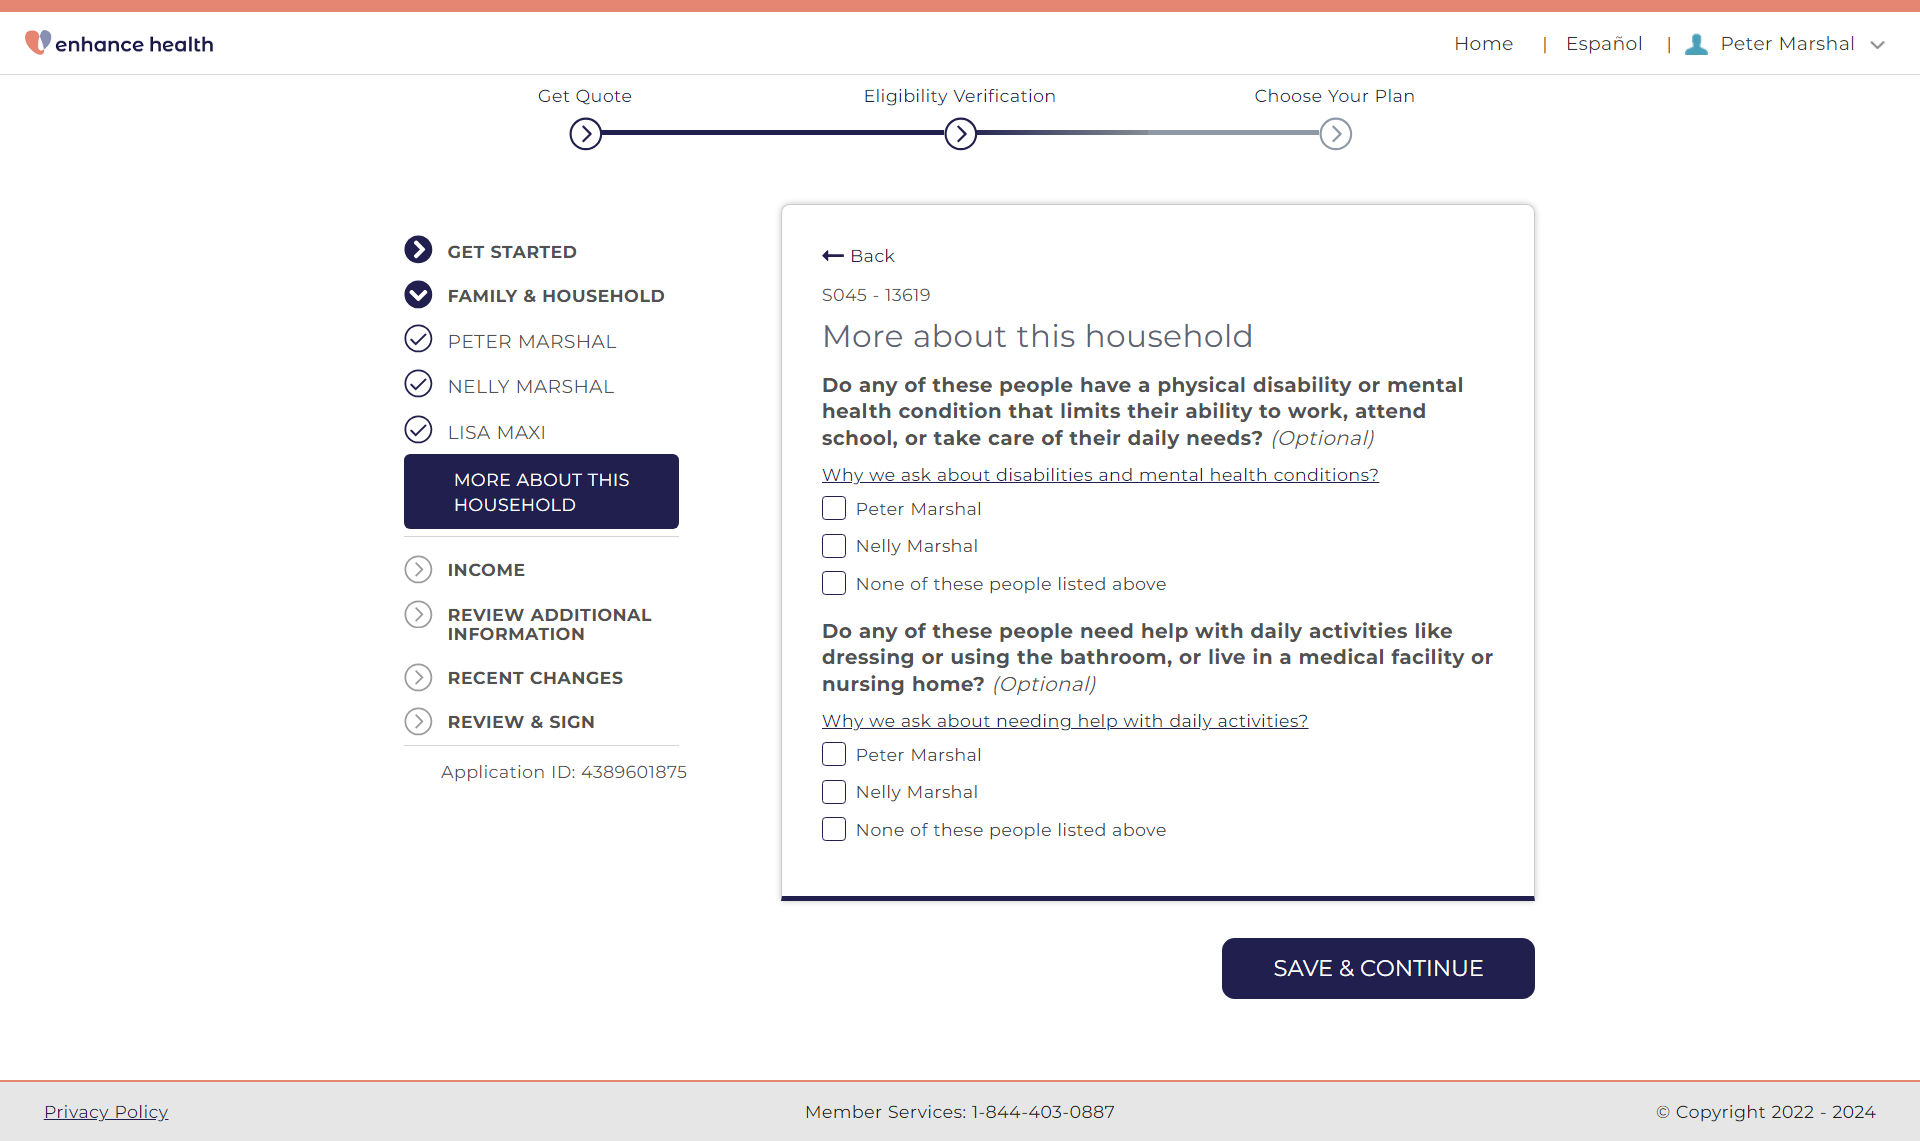 enhance health
Home | Español | Peter Marshal
Get Quote
Eligibility Verification
Choose Your Plan
GET STARTED
FAMILY & HOUSEHOLD
PETER MARSHAL
NELLY MARSHAL
LISA MAXI
MORE ABOUT THIS
HOUSEHOLD
INCOME
REVIEW ADDITIONAL
INFORMATION
RECENT CHANGES
REVIEW & SIGN
Application ID: 4389601875
Back
S045 - 13619
More about this household
Do any of these people have a physical disability or mental
health condition that limits their ability to work, attend
school, or take care of their daily needs? (Optional)
Why we ask about disabilities and mental health conditions?
Peter Marshal
Nelly Marshal
None of these people listed above
Do any of these people need help with daily activities like
dressing or using the bathroom, or live in a medical facility or
nursing home? (Optional)
Why we ask about needing help with daily activities?
Peter Marshal
Nelly Marshal
None of these people listed above
SAVE & CONTINUE
Privacy Policy
Member Services: 1-844-403-0887
© Copyright 2022 - 2024